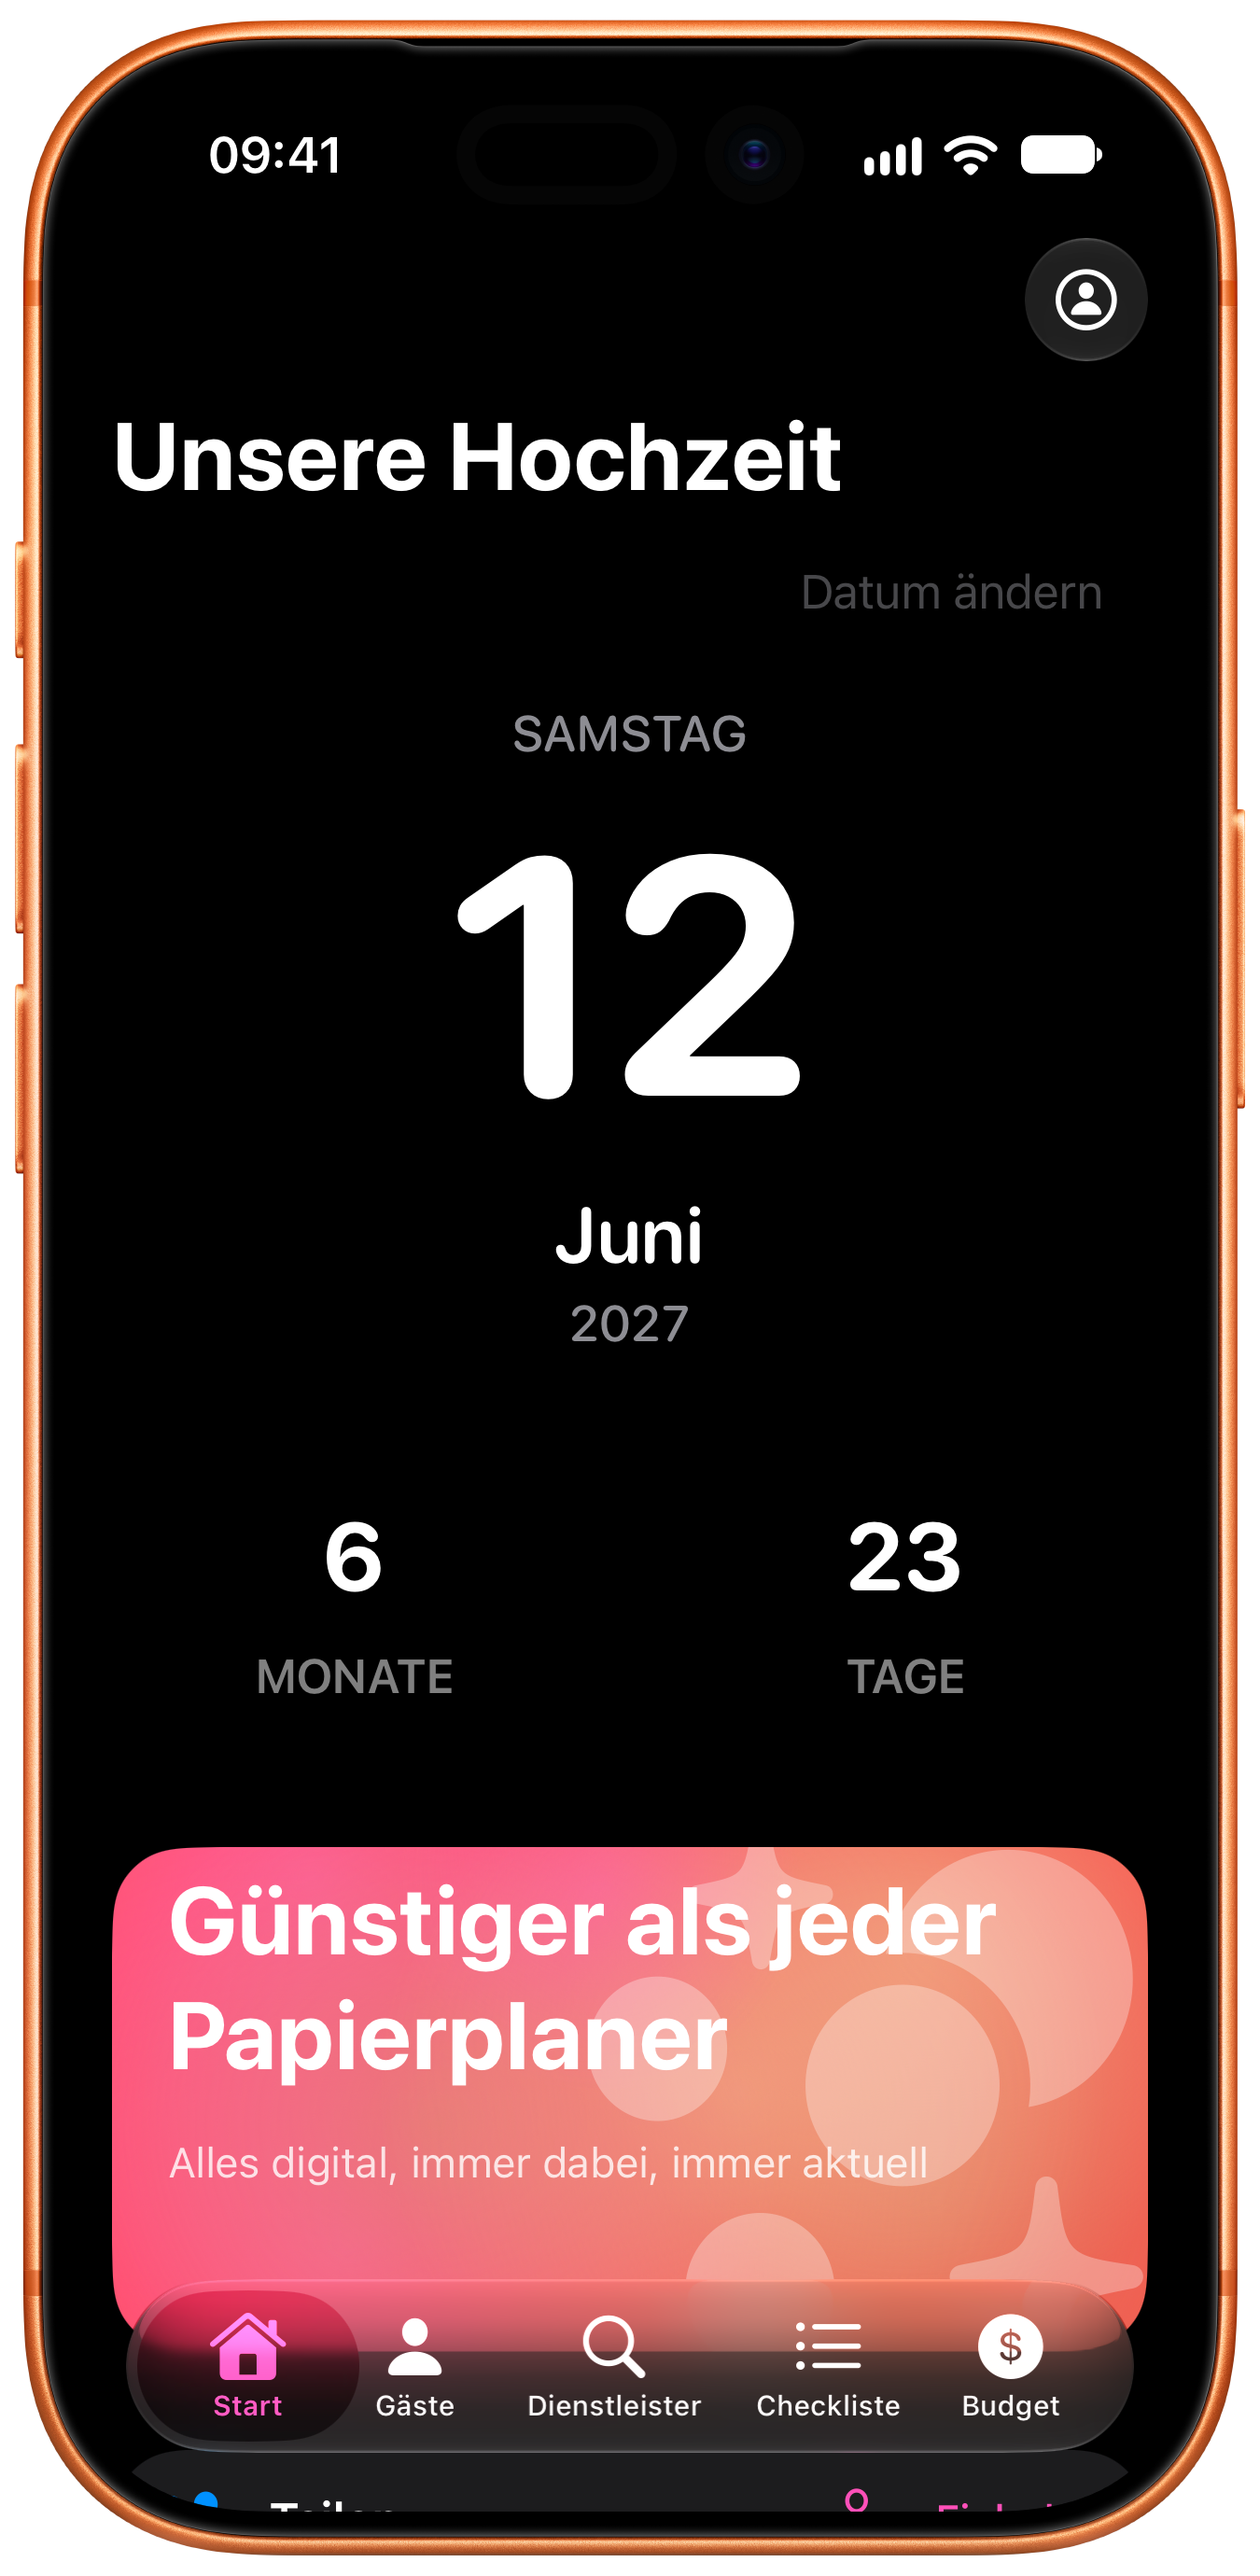 09:41
Unsere Hochzeit
Datum ändern
SAMSTAG
12
Juni
2027
6
23
MONATE
TAGE
Günstiger als jeder
Papierplaner
Alles digital, immer dabei, immer aktuell
$
Start
Gäste
Dienstleister
Checkliste
Budget